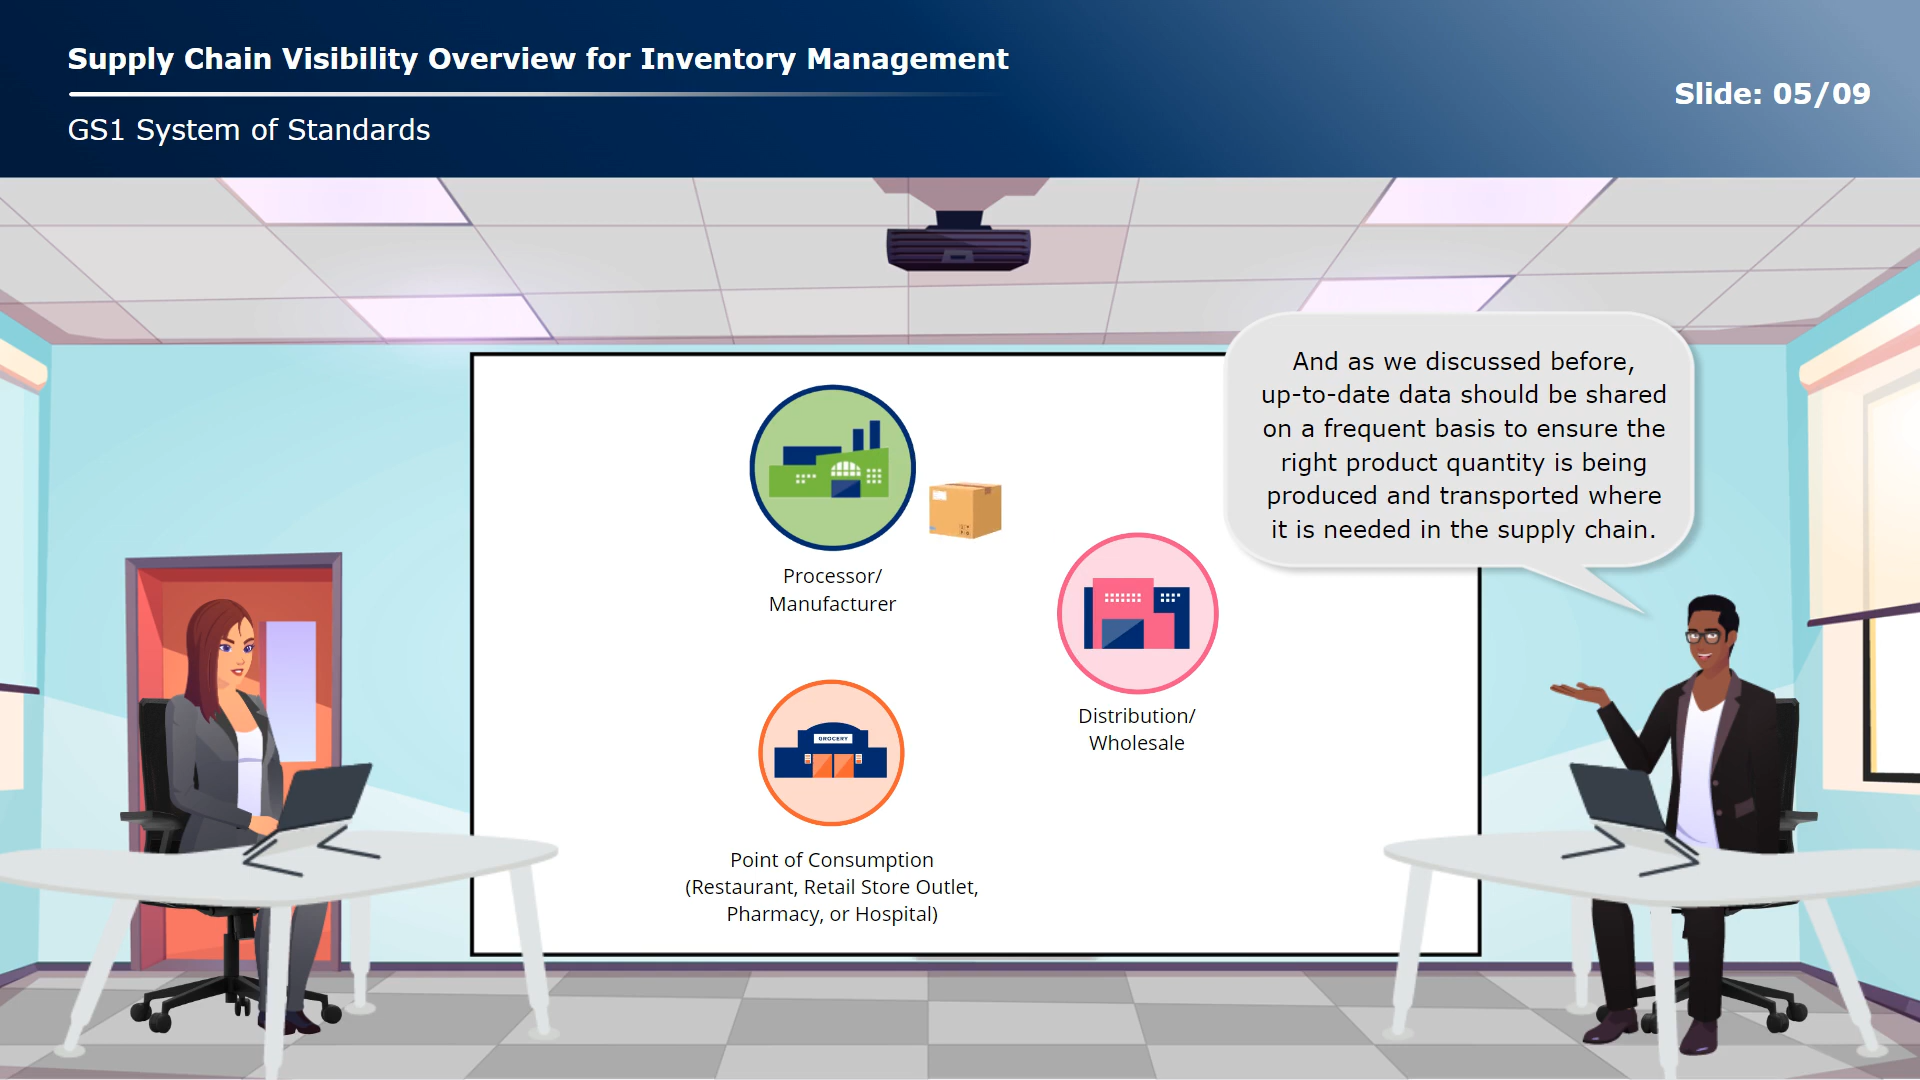 Supply Chain Visibility Overview for Inventory Management
GS1 System of Standards
Slide: 05/09
And as we discussed before,
up-to-date data should be shared
on a frequent basis to ensure the
right product quantity is being
produced and transported where
it is needed in the supply chain.
Processor/
Manufacturer
Distribution/
Wholesale
GROCERY
Point of Consumption
(Restaurant, Retail Store Outlet,
Pharmacy, or Hospital)